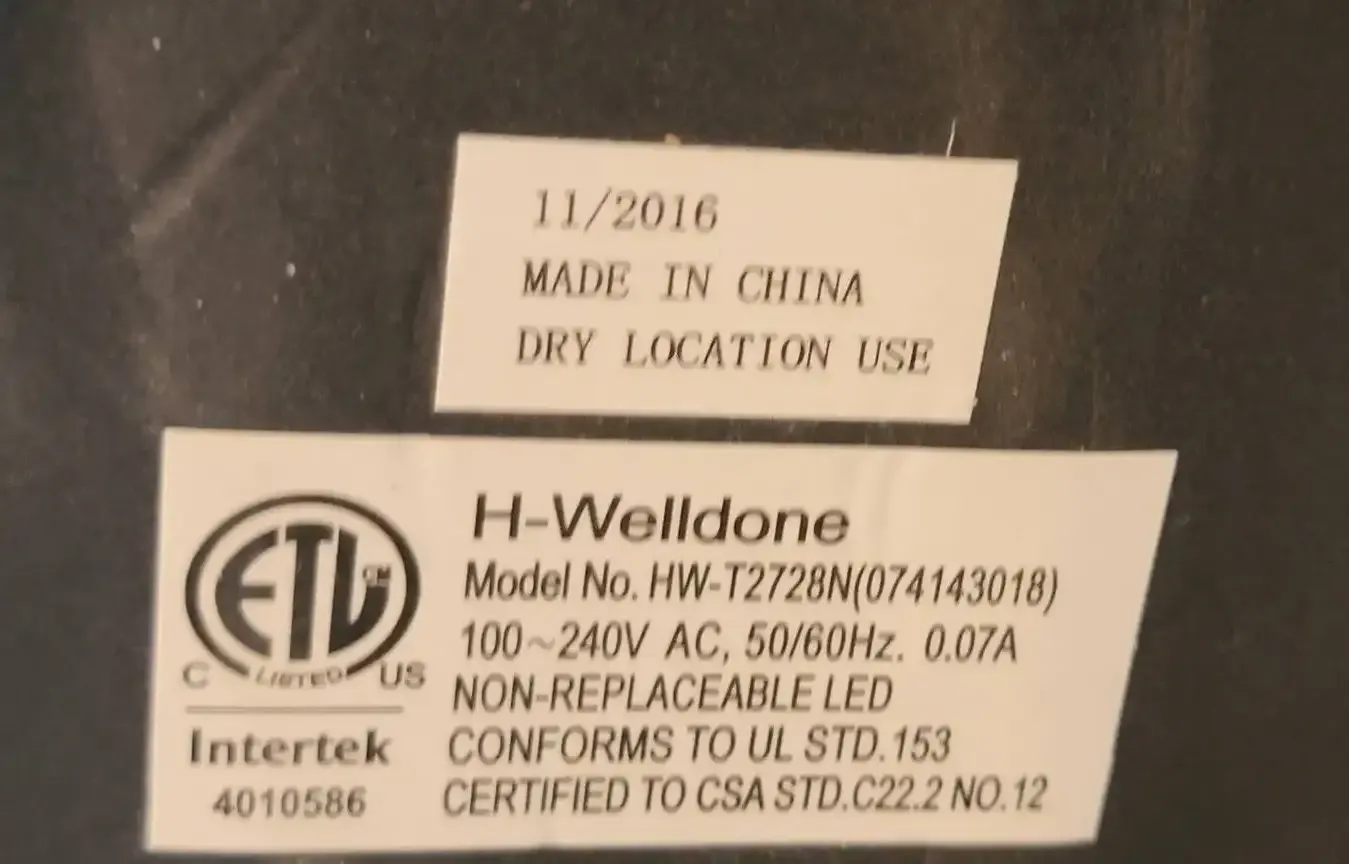 11/2016
MADE IN CHINA
DRY LOCATION USE
ETL CM
C LISTED US
Intertek
4010586
H-Welldone
Model No. HW-T2728N(074143018)
100~240V AC, 50/60Hz. 0.07A
NON-REPLACEABLE LED
CONFORMS TO UL STD.153
CERTIFIED TO CSA STD.C22.2 NO.12